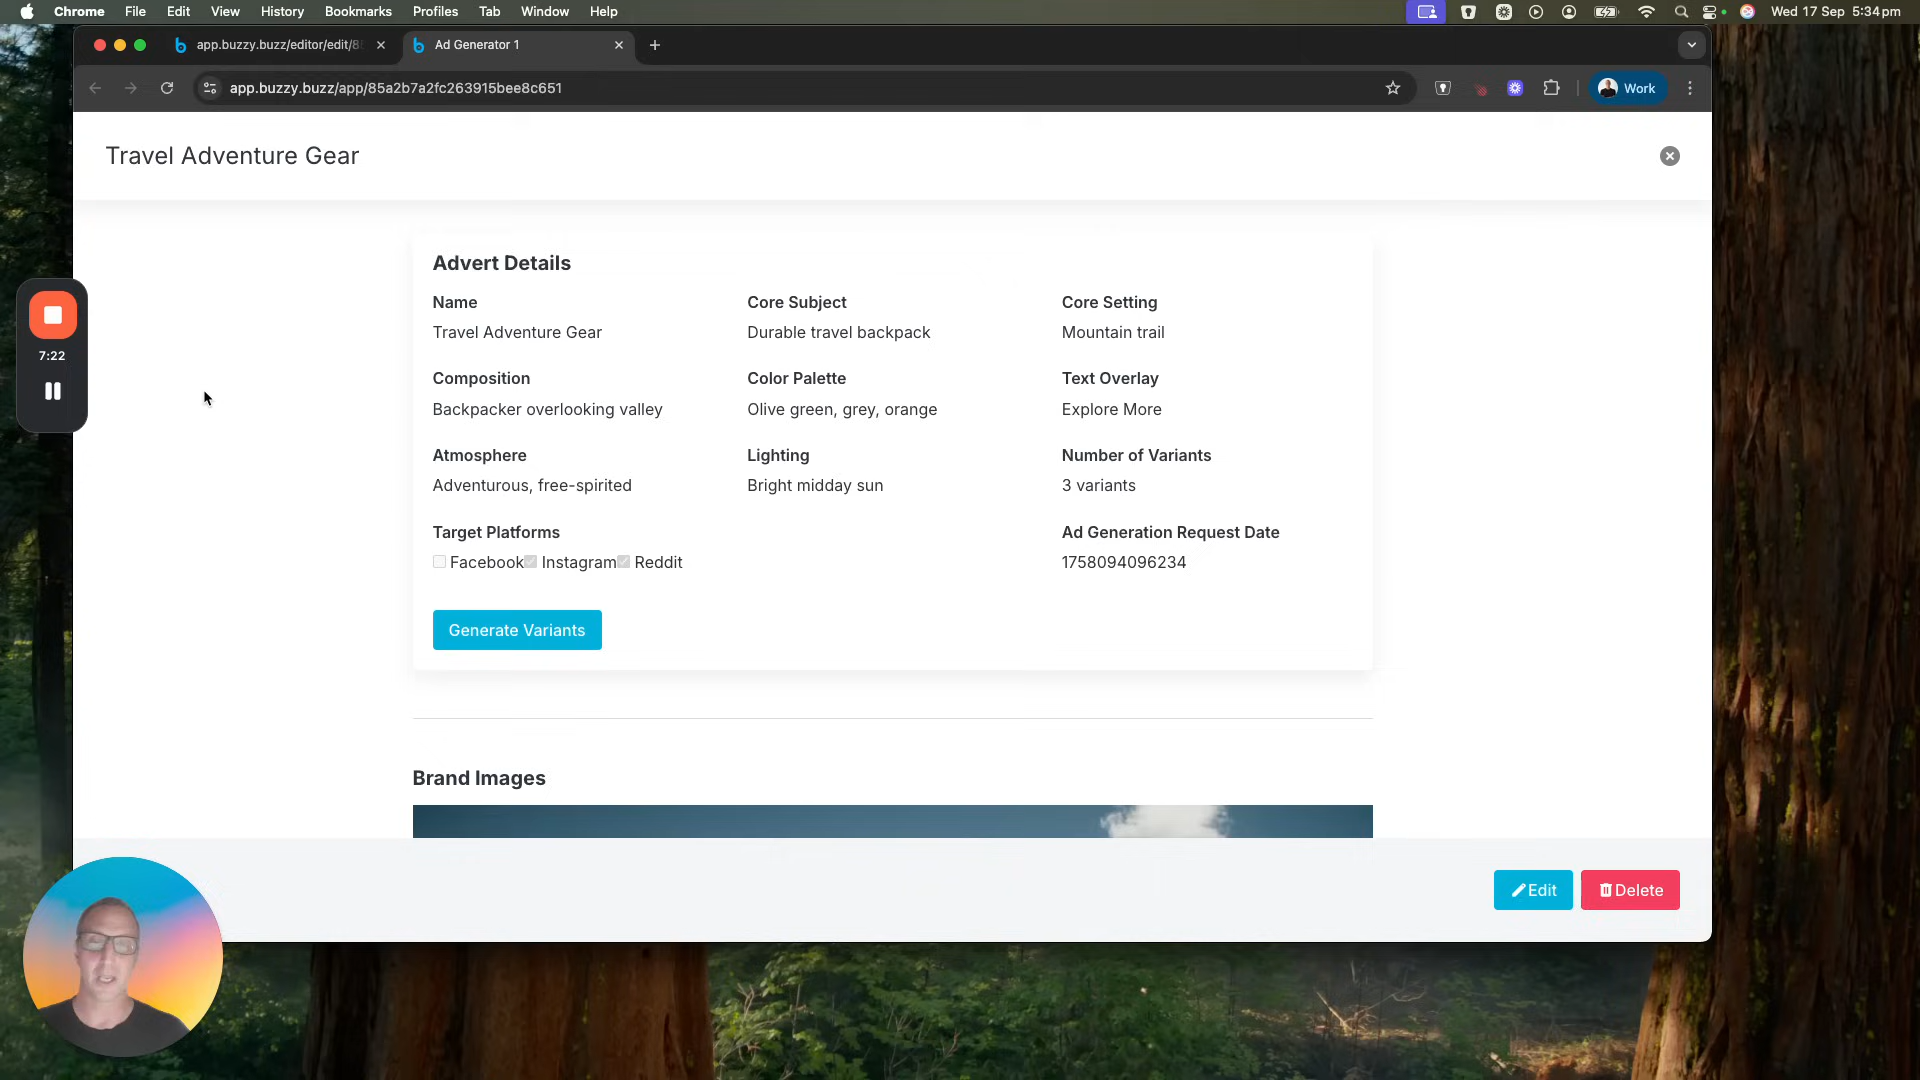 Chrome File Edit View History Bookmarks Profiles Tab Window Help Wed 17 Sep 5:34pm
app.buzzy.buzz/editor/edit/8 Ad Generator 1
app.buzzy.buzz/app/85a2b7a2fc263915bee8c651 Work
Travel Adventure Gear
Advert Details
Name Core Subject Core Setting
Travel Adventure Gear Durable travel backpack Mountain trail
Composition Color Palette Text Overlay
Backpacker overlooking valley Olive green, grey, orange Explore More
Atmosphere Lighting Number of Variants
Adventurous, free-spirited Bright midday sun 3 variants
Target Platforms Ad Generation Request Date
Facebook Instagram Reddit 1758094096234
7:22
Generate Variants
Brand Images
Edit Delete